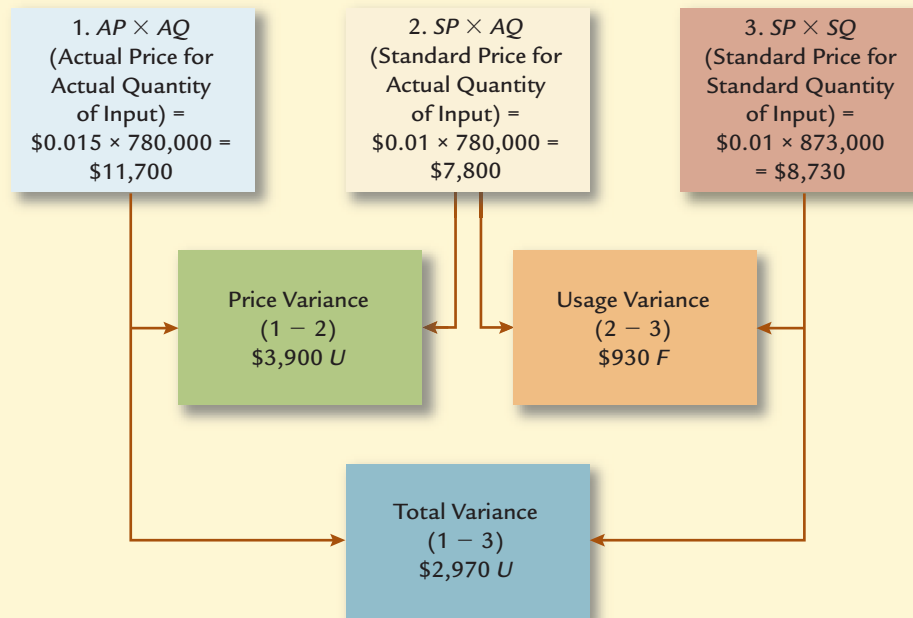 1. AP × AQ
(Actual Price for
Actual Quantity
of Input) =
$0.015 × 780,000 =
$11,700
2. SP × AQ
(Standard Price for
Actual Quantity
of Input) =
$0.01 × 780,000 =
$7,800
3. SP × SQ
(Standard Price for
Standard Quantity
of Input) =
$0.01 × 873,000
= $8,730
Price Variance
(1 − 2)
$3,900 U
Usage Variance
(2 − 3)
$930 F
Total Variance
(1 − 3)
$2,970 U